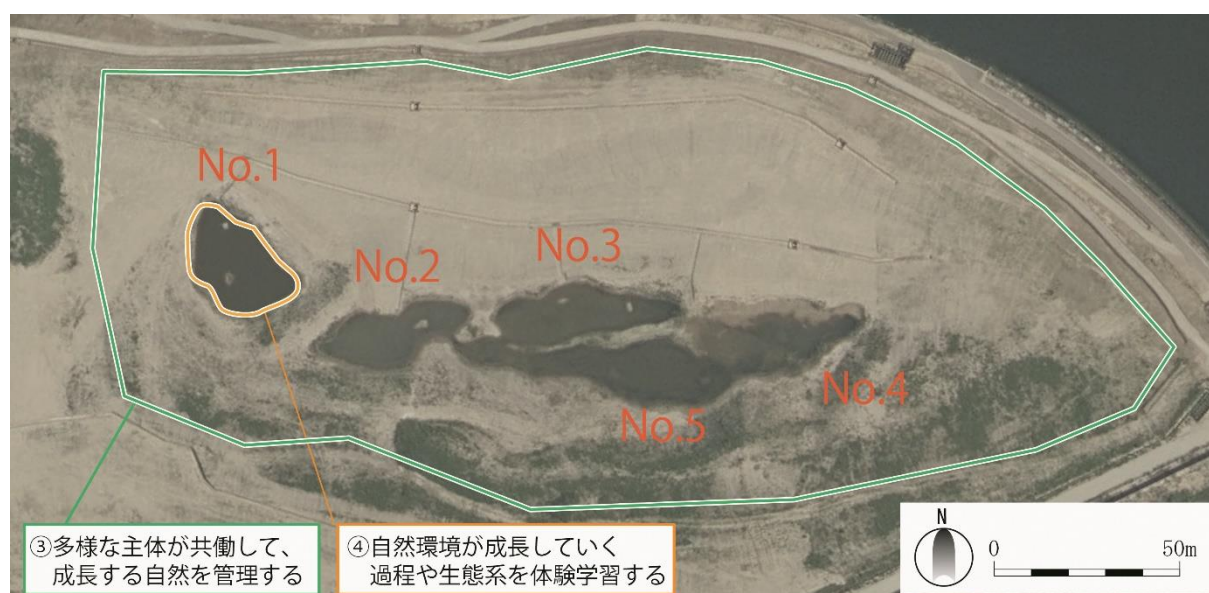 No.1
No.2
No.3
No.4
No.5
③多様な主体が共働して、
成長する自然を管理する
④自然環境が成長していく
過程や生態系を体験学習する
N
0
50m